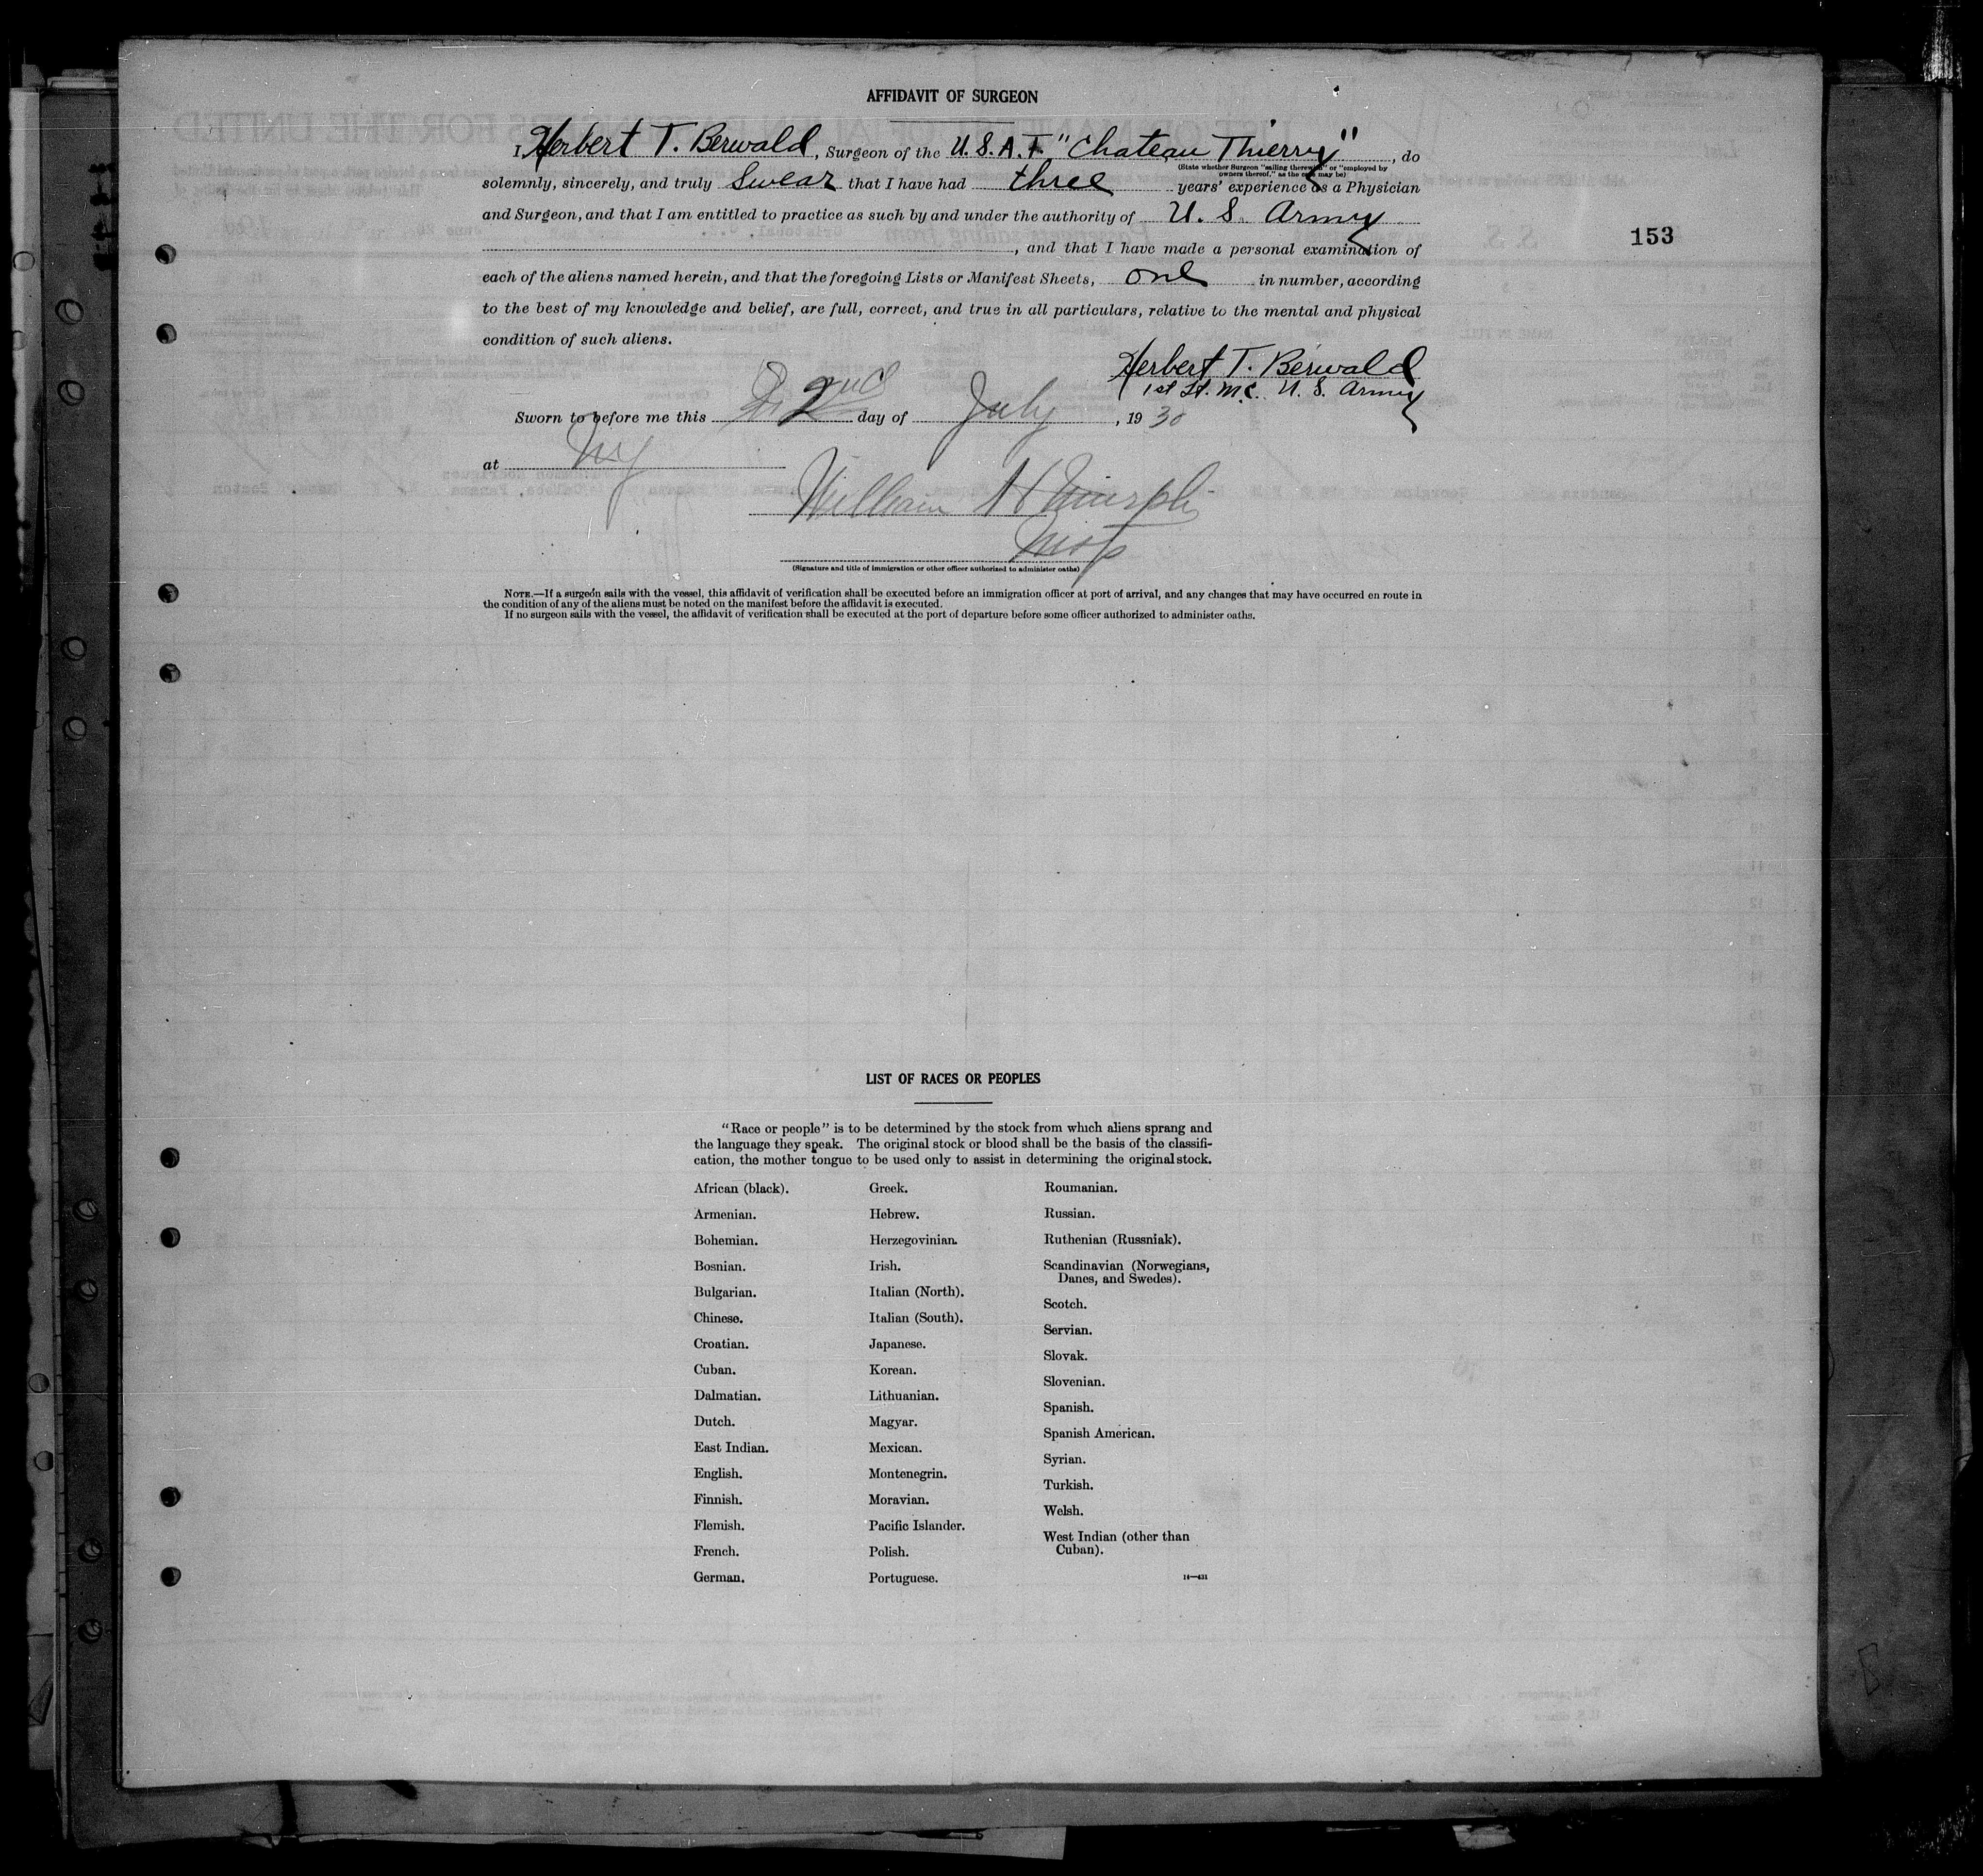 AFFIDAVIT OF SURGEON
I, Herbert T. Berwald, Surgeon of the U.S.A.T. "Chateau Thierry", do
(State whether Surgeon "sailing therewith" or "employed by
owners thereof," as the case may be)
solemnly, sincerely, and truly swear that I have had three years' experience as a Physician
and Surgeon, and that I am entitled to practice as such by and under the authority of U. S. Army
153
, and that I have made a personal examination of
each of the aliens named herein, and that the foregoing Lists or Manifest Sheets, one in number, according
to the best of my knowledge and belief, are full, correct, and true in all particulars, relative to the mental and physical
condition of such aliens.
Herbert T. Berwald
1st Lt. M.C. U. S. Army
Sworn to before me this 2nd day of July, 1930
at NY
William H Murph
(Signature and title of immigration or other officer authorized to administer oaths)
NOTE.—If a surgeon sails with the vessel, this affidavit of verification shall be executed before an immigration officer at port of arrival, and any changes that may have occurred en route in
the condition of any of the aliens must be noted on the manifest before the affidavit is executed.
If no surgeon sails with the vessel, the affidavit of verification shall be executed at the port of departure before some officer authorized to administer oaths.
LIST OF RACES OR PEOPLES
"Race or people" is to be determined by the stock from which aliens sprang and
the language they speak. The original stock or blood shall be the basis of the classifi-
cation, the mother tongue to be used only to assist in determining the original stock.
African (black).
Armenian.
Bohemian.
Bosnian.
Bulgarian.
Chinese.
Croatian.
Cuban.
Dalmatian.
Dutch.
East Indian.
English.
Finnish.
Flemish.
French.
German.
Greek.
Hebrew.
Herzegovinian.
Irish.
Italian (North).
Italian (South).
Japanese.
Korean.
Lithuanian.
Magyar.
Mexican.
Montenegrin.
Moravian.
Pacific Islander.
Polish.
Portuguese.
Roumanian.
Russian.
Ruthenian (Russniak).
Scandinavian (Norwegians,
Danes, and Swedes).
Scotch.
Servian.
Slovak.
Slovenian.
Spanish.
Spanish American.
Syrian.
Turkish.
Welsh.
West Indian (other than
Cuban).